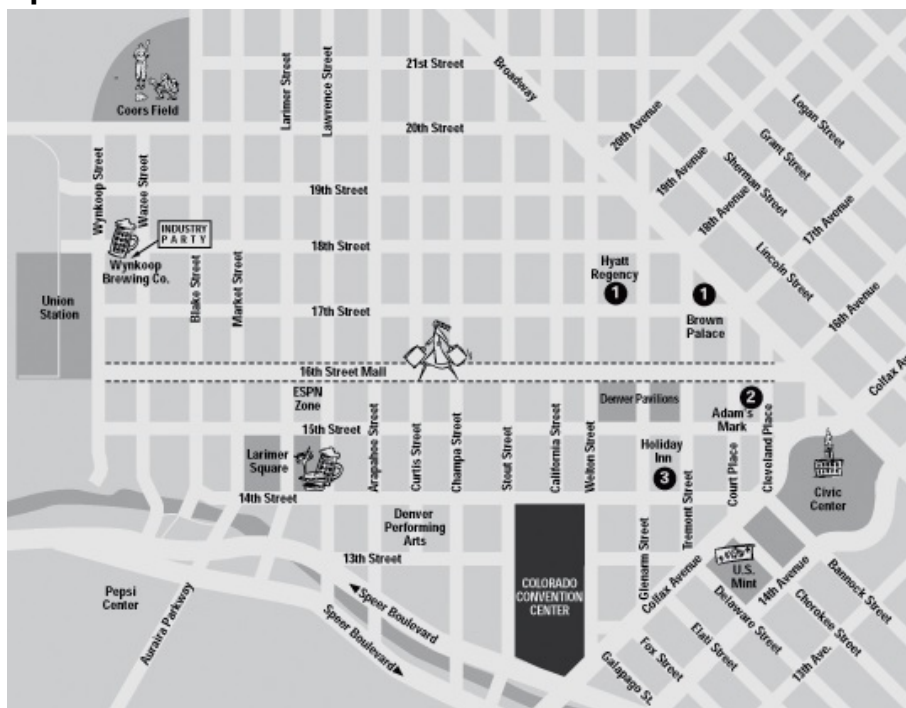 21st Street
Broadway
Coors Field
Larimer Street
Lawrence Street
Logan Street
20th Avenue
Grant Street
20th Street
Wynkoop Street
Wazee Street
19th Avenue
Sherman Street
19th Street
18th Avenue
17th Avenue
INDUSTRY
PARTY
18th Street
Lincoln Street
Wynkoop
Brewing Co.
Hyatt
Regency
1
1
Union
Station
Blake Street
Market Street
17th Street
Brown
Palace
16th Avenue
16th Street Mall
Colfax Av
ESPN
Zone
Denver Pavilions
2
Adam's
Mark
15th Street
Arapahoe Street
Curtis Street
Champa Street
Stout Street
California Street
Welton Street
Holiday
Inn
3
Court Place
Cleveland Place
Larimer
Square
Tremont Street
Civic
Center
14th Street
Denver
Performing
Arts
Glenarm Street
13th Street
U.S.
Mint
Colfax Avenue
14th Avenue
Bannock Street
Pepsi
Center
COLORADO
CONVENTION
CENTER
Delaware Street
Cherokee Street
Auraira Parkway
Speer Boulevard
Speer Boulevard
Elati Street
Fox Street
Galapago St.
13th Ave.